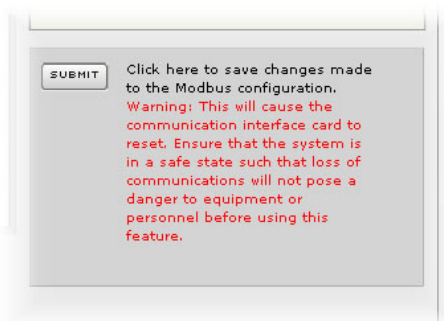 SUBMIT
Click here to save changes made
to the Modbus configuration.
Warning: This will cause the
communication interface card to
reset. Ensure that the system is
in a safe state such that loss of
communications will not pose a
danger to equipment or
personnel before using this
feature.